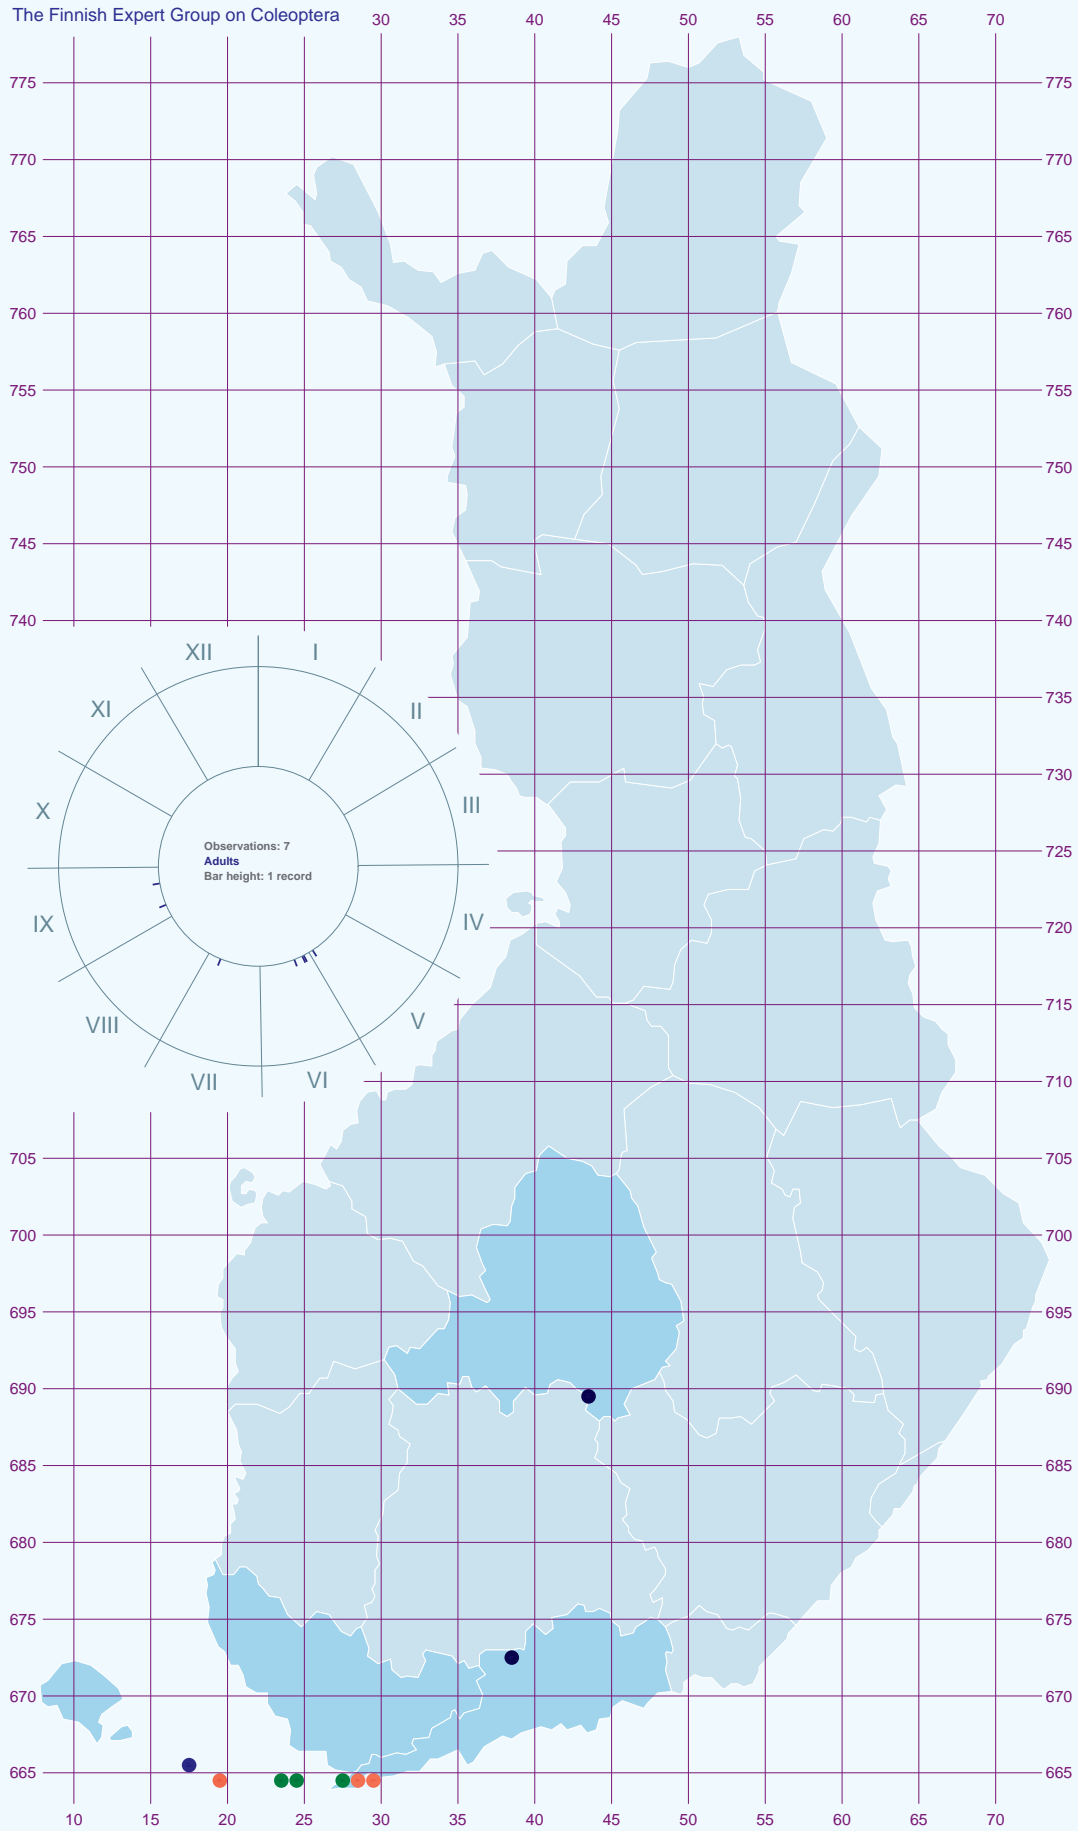 The Finnish Expert Group on Coleoptera
30 40 45 50 55 60 65 70
775 775
770 770
765 765
760 760
755 755
750 750
745 745
740 740
XII I
XI II
735
730
X III
Observations: 7
Adults
Bar height: 1 record
725
IX IV
720
VIII V
715
VII VI
710
705 705
700 700
695 695
690 690
685 685
680 680
675 675
670 670
665 665
10 15 20 25 30 35 40 45 50 55 60 65 70